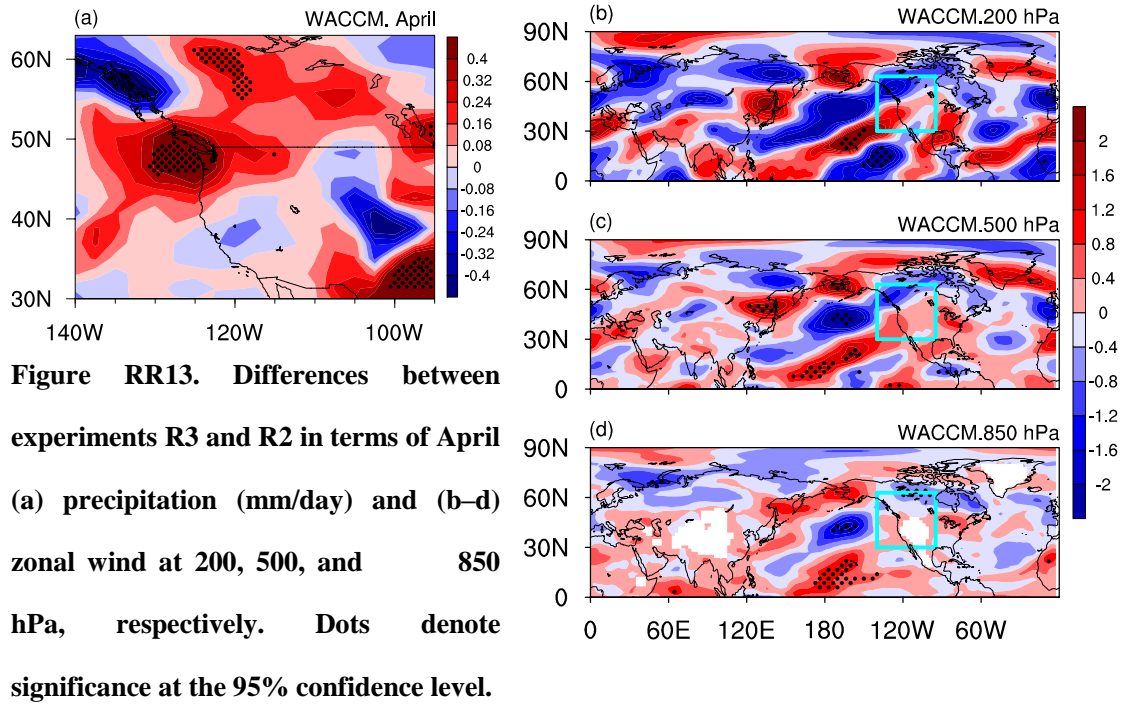 (a) WACCM. April
60N
50N
40N
30N
140W 120W 100W
0.4
0.32
0.24
0.16
0.08
0
-0.08
-0.16
-0.24
-0.32
-0.4
Figure RR13. Differences between
experiments R3 and R2 in terms of April
(a) precipitation (mm/day) and (b–d)
zonal wind at 200, 500, and 850
hPa, respectively. Dots denote
significance at the 95% confidence level.
(b) WACCM.200 hPa
90N
60N
30N
0
(c) WACCM.500 hPa
90N
60N
30N
0
(d) WACCM.850 hPa
90N
60N
30N
0
0 60E 120E 180 120W 60W
2
1.6
1.2
0.8
0.4
0
-0.4
-0.8
-1.2
-1.6
-2